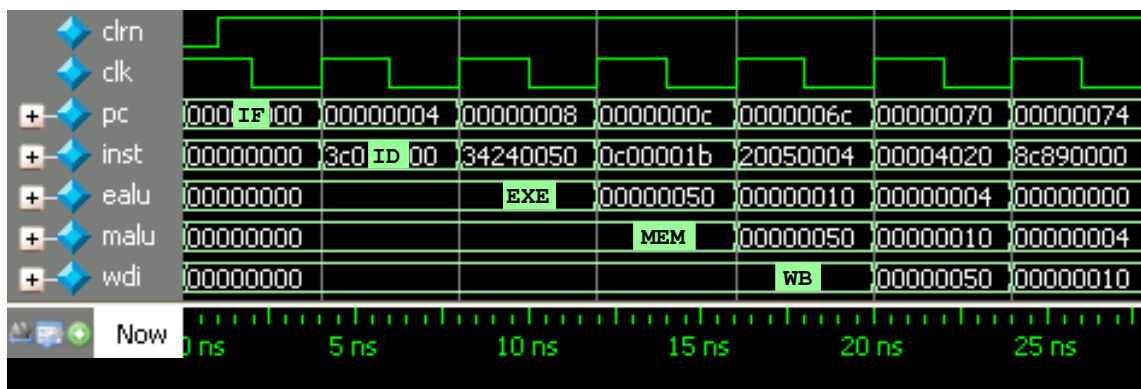 clrn
clk
pc 000 IF 00 00000004 00000008 0000000c 0000006c 00000070 00000074
inst 00000000 3c0 ID 00 34240050 0c00001b 20050004 00004020 8c890000
ealu 00000000 EXE 00000050 00000010 00000004 00000000
malu 00000000 MEM 00000050 00000010 00000004
wdi 00000000 WB 00000050 00000010
Now 0 ns 5 ns 10 ns 15 ns 20 ns 25 ns